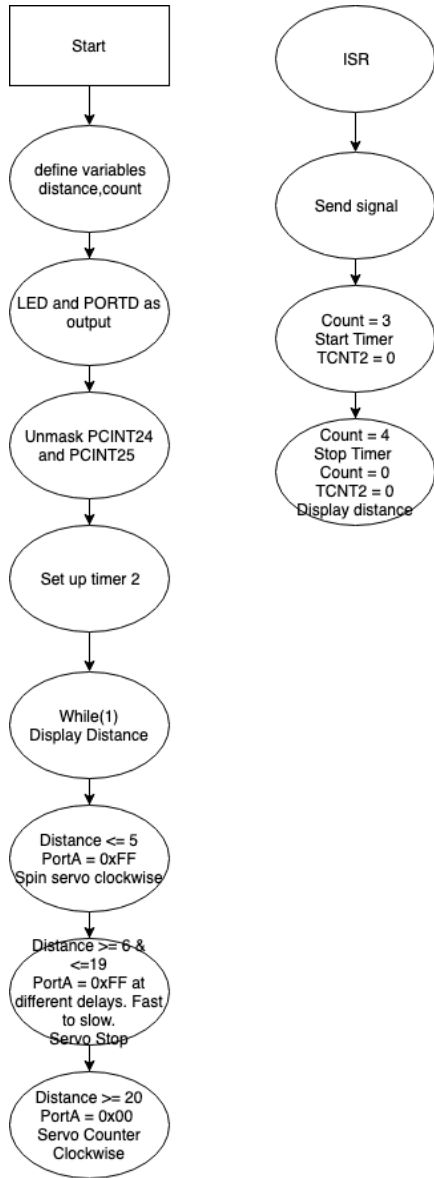 Start
define variables
distance,count
LED and PORTD as
output
Unmask PCINT24
and PCINT25
Set up timer 2
While(1)
Display Distance
Distance <= 5
PortA = 0xFF
Spin servo clockwise
Distance >= 6 &
<=19
PortA = 0xFF at
different delays. Fast
to slow.
Servo Stop
Distance >= 20
PortA = 0x00
Servo Counter
Clockwise
ISR
Send signal
Count = 3
Start Timer
TCNT2 = 0
Count = 4
Stop Timer
Count = 0
TCNT2 = 0
Display distance